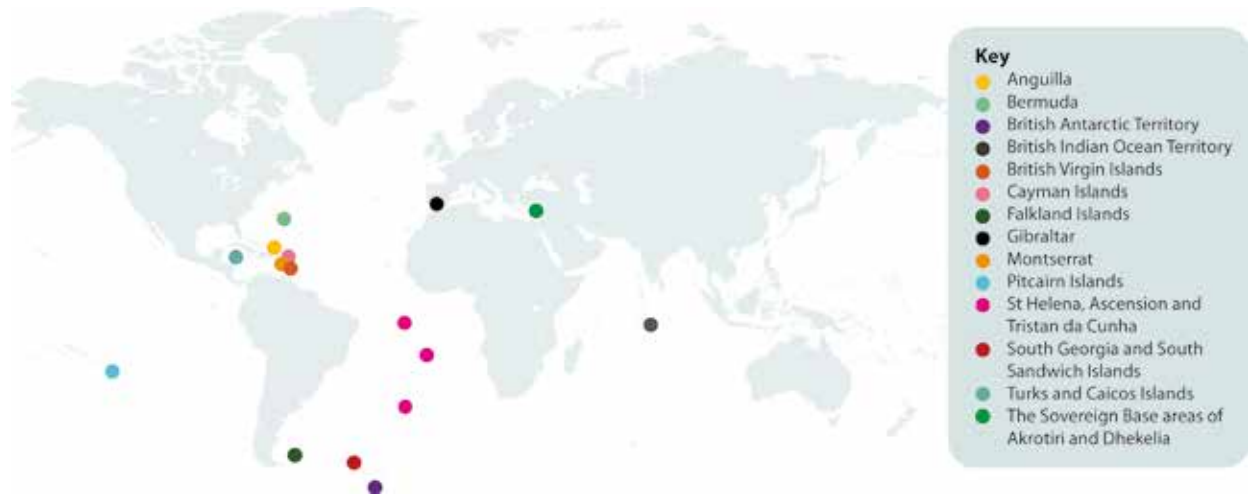 Key
Anguilla
Bermuda
British Antarctic Territory
British Indian Ocean Territory
British Virgin Islands
Cayman Islands
Falkland Islands
Gibraltar
Montserrat
Pitcairn Islands
St Helena, Ascension and
Tristan da Cunha
South Georgia and South
Sandwich Islands
Turks and Caicos Islands
The Sovereign Base areas of
Akrotiri and Dhekelia